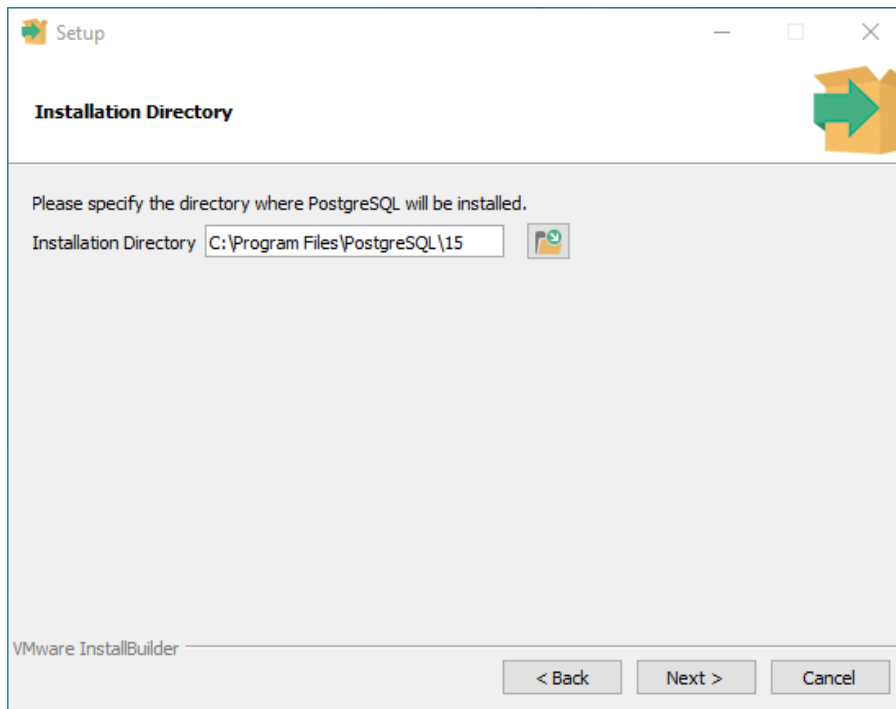 Setup
Installation Directory
Please specify the directory where PostgreSQL will be installed.
Installation Directory C:\Program Files\PostgreSQL\15
VMware InstallBuilder
< Back Next > Cancel